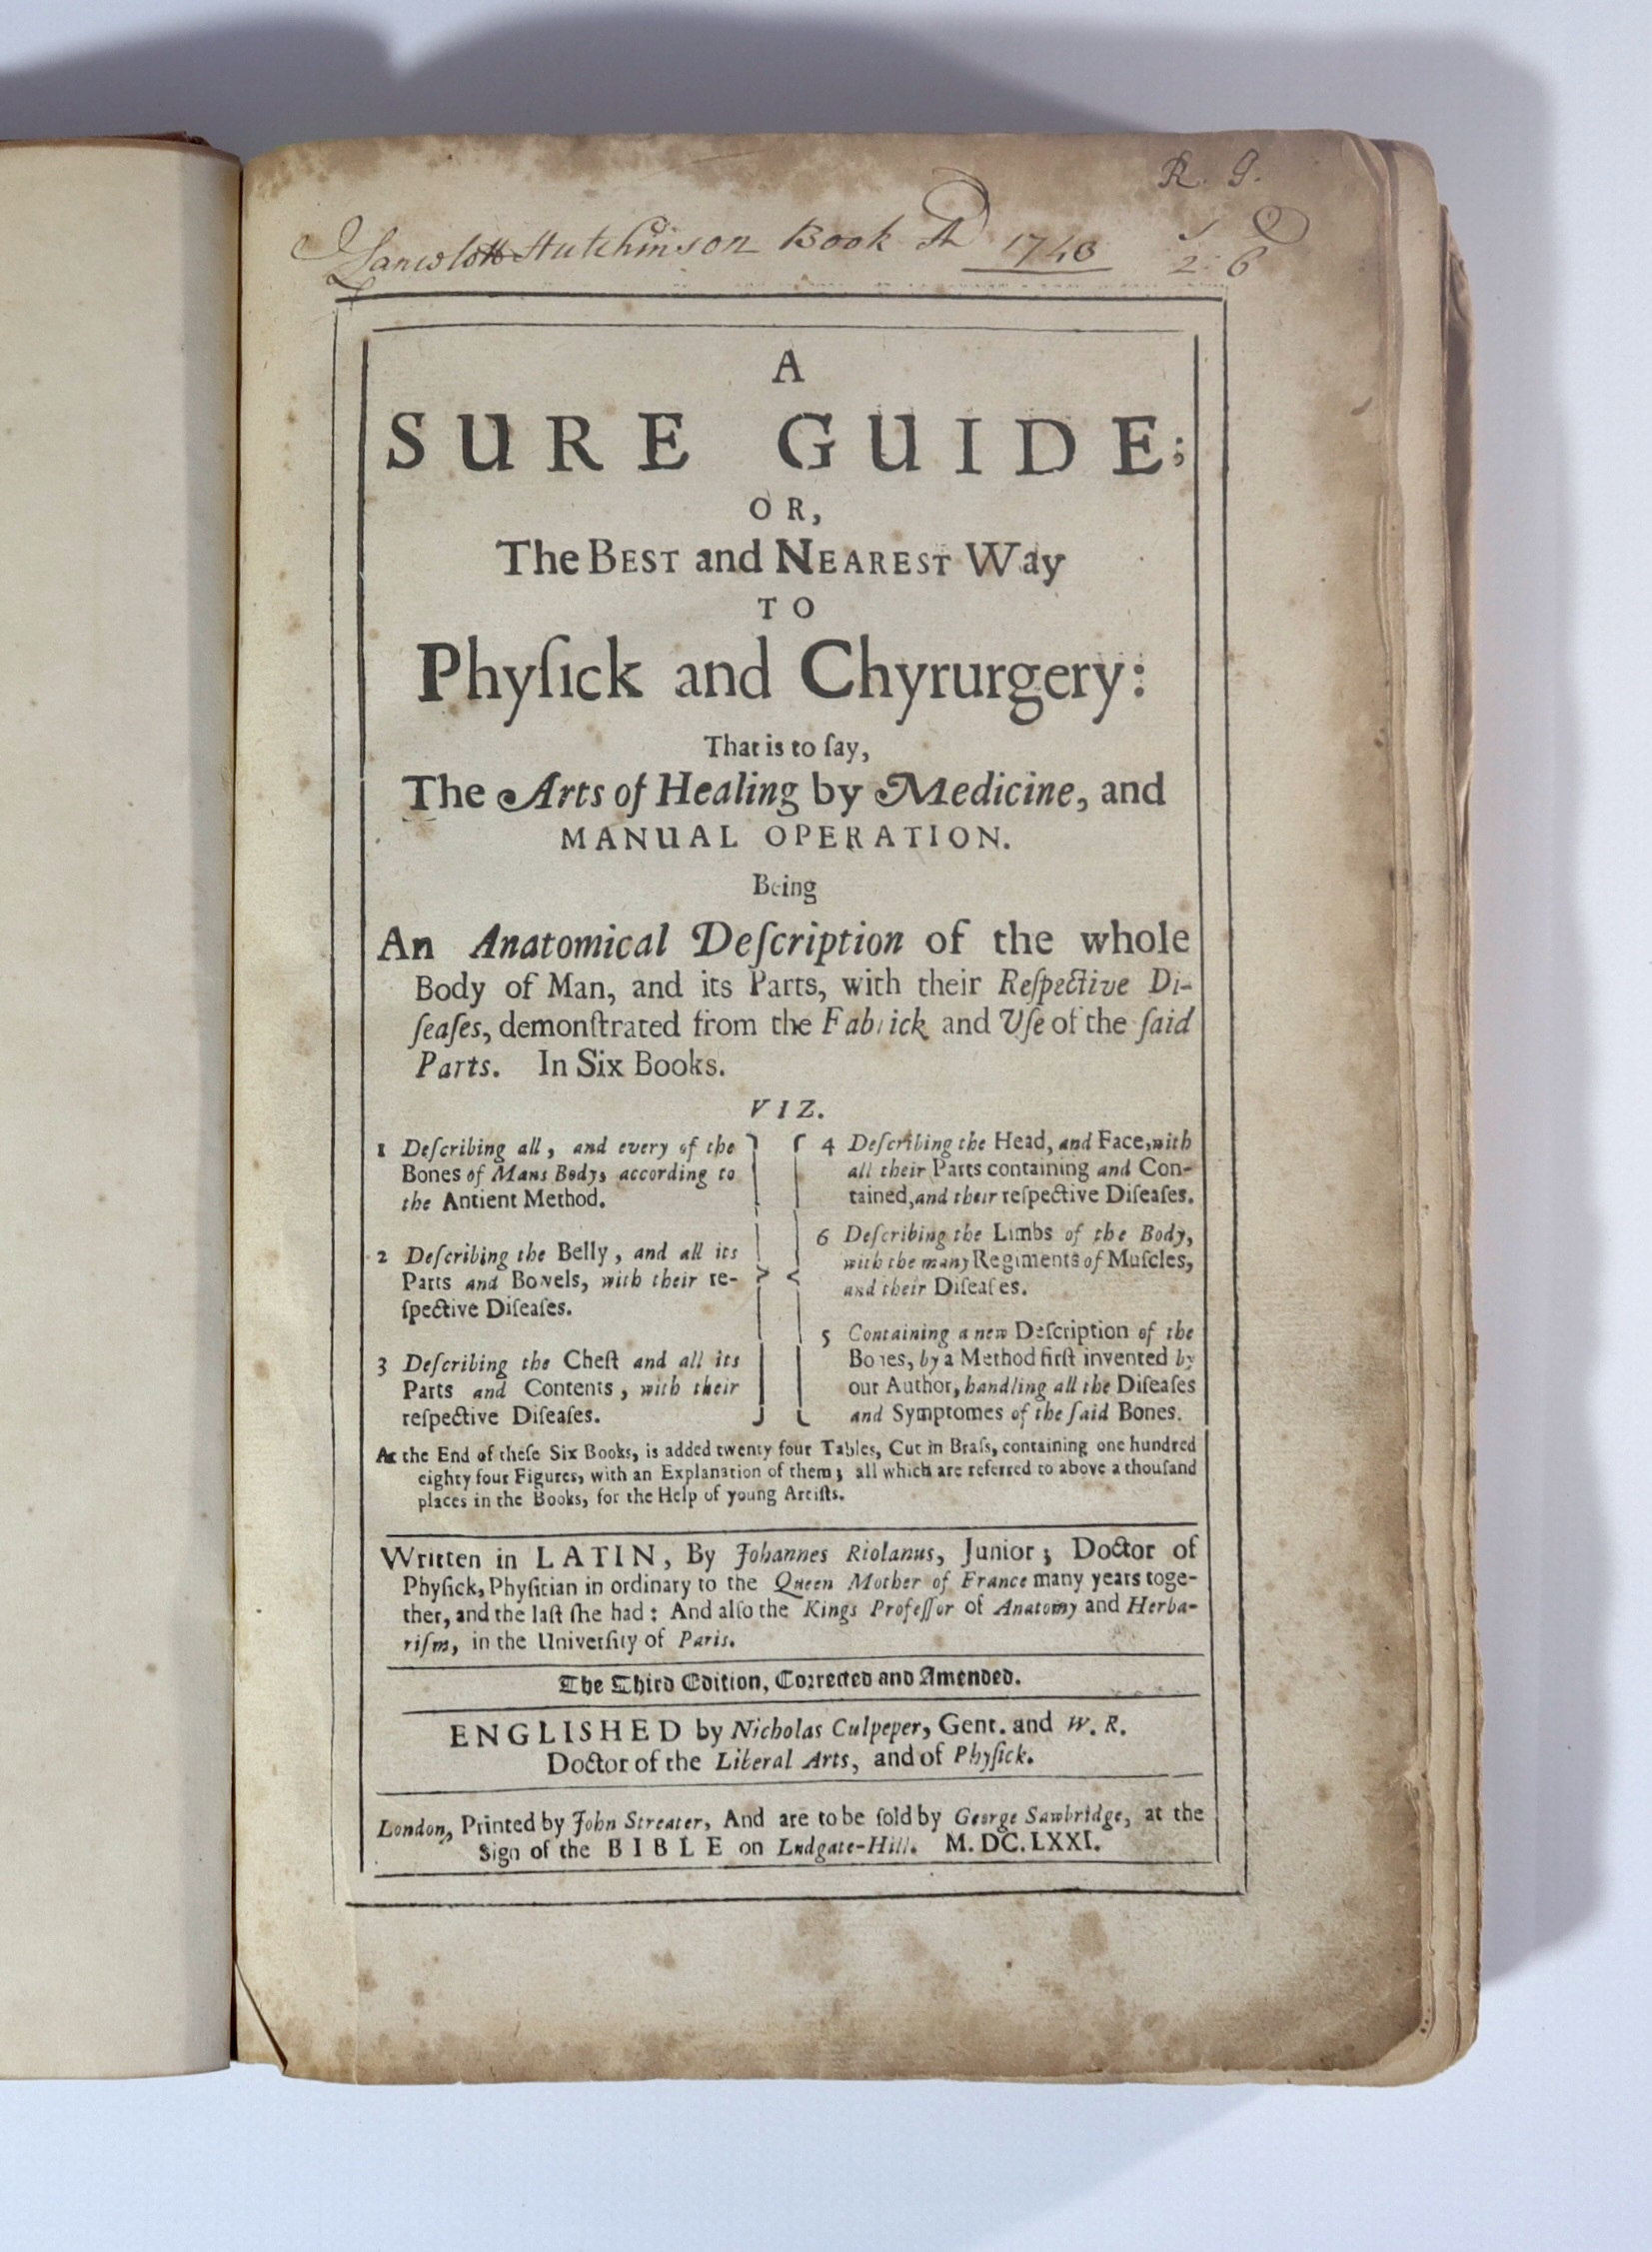 R. G.
Lancelott Hutchinson Book 1748
2: 6
A
SURE GUIDE;
OR,
The BEST and NEAREST Way
TO
Phyſick and Chyrurgery:
That is to ſay,
The Arts of Healing by Medicine, and
MANUAL OPERATION.
Being
An Anatomical Deſcription of the whole
Body of Man, and its Parts, with their Reſpective Di-
ſeaſes, demonſtrated from the Fabrick and Uſe of the ſaid
Parts. In Six Books.
VIZ.
1 Deſcribing all, and every of the
Bones of Mans Body, according to
the Antient Method.
2 Deſcribing the Belly, and all its
Parts and Bowels, with their re-
ſpective Diſeaſes.
3 Deſcribing the Cheſt and all its
Parts and Contents, with their
reſpective Diſeaſes.
4 Deſcribing the Head, and Face, with
all their Parts containing and Con-
tained, and their reſpective Diſeaſes.
6 Deſcribing the Limbs of the Body,
with the many Regiments of Muſcles,
and their Diſeaſes.
5 Containing a new Deſcription of the
Bones, by a Method firſt invented by
our Author, handling all the Diſeaſes
and Symptomes of the ſaid Bones.
At the End of theſe Six Books, is added twenty four Tables, Cut in Braſs, containing one hundred
eighty four Figures, with an Explanation of them; all which are referred to above a thouſand
places in the Books, for the Help of young Artiſts.
Written in LATIN, By Johannes Riolanus, Junior; Doctor of
Phyſick, Phyſitian in ordinary to the Queen Mother of France many years toge-
ther, and the laſt ſhe had: And alſo the Kings Profeſſor of Anatomy and Herba-
riſm, in the Univerſity of Paris.
The Third Edition, Corrected and Amended.
ENGLISHED by Nicholas Culpeper, Gent. and W. R.
Doctor of the Liberal Arts, and of Phyſick.
London, Printed by John Streater, And are to be ſold by George Sawbridge, at the
Sign of the BIBLE on Ludgate-Hill. M. DC. LXXI.